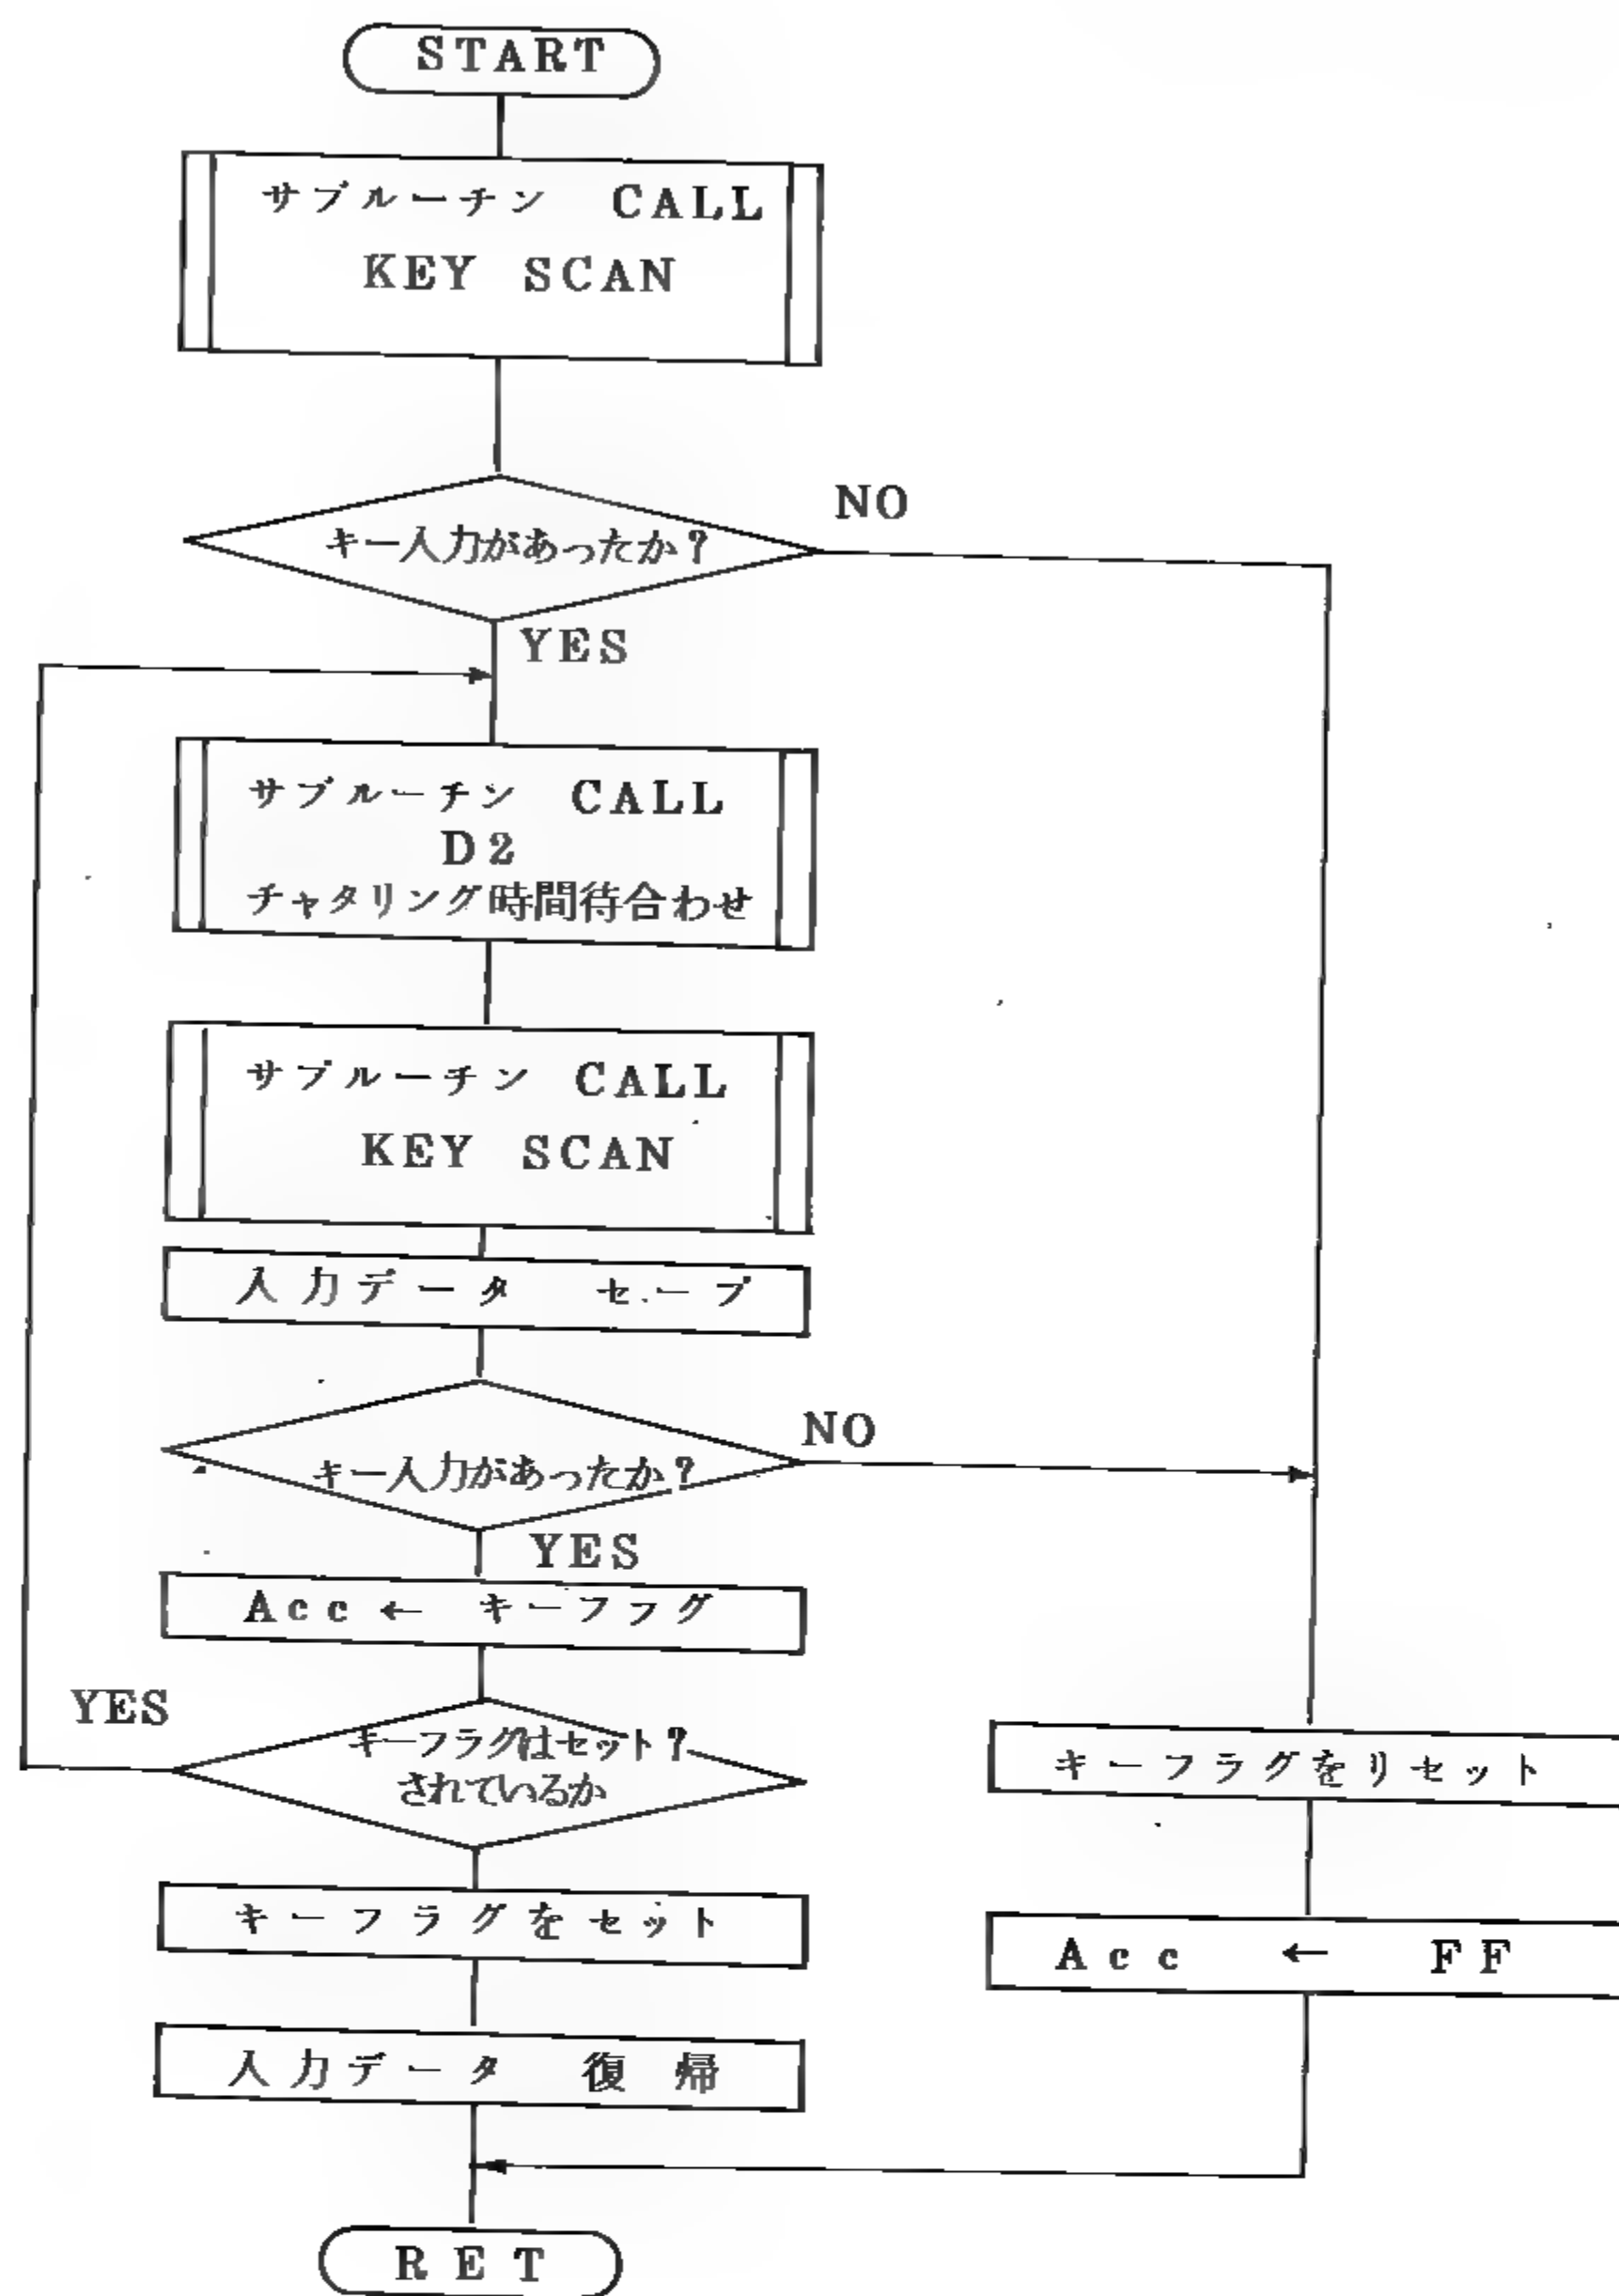 START
サブルーチン CALL
KEY SCAN
キー入力があったか?
NO
YES
サブルーチン CALL
D2
チャタリング時間待合わせ
サブルーチン CALL
KEY SCAN
入力データ セーブ
キー入力があったか?
NO
YES
Acc ← キーフラグ
YES
キーフラグはセット?
されているか
キーフラグをリセット
キーフラグをセット
Acc ← FF
入力データ 復帰
RET